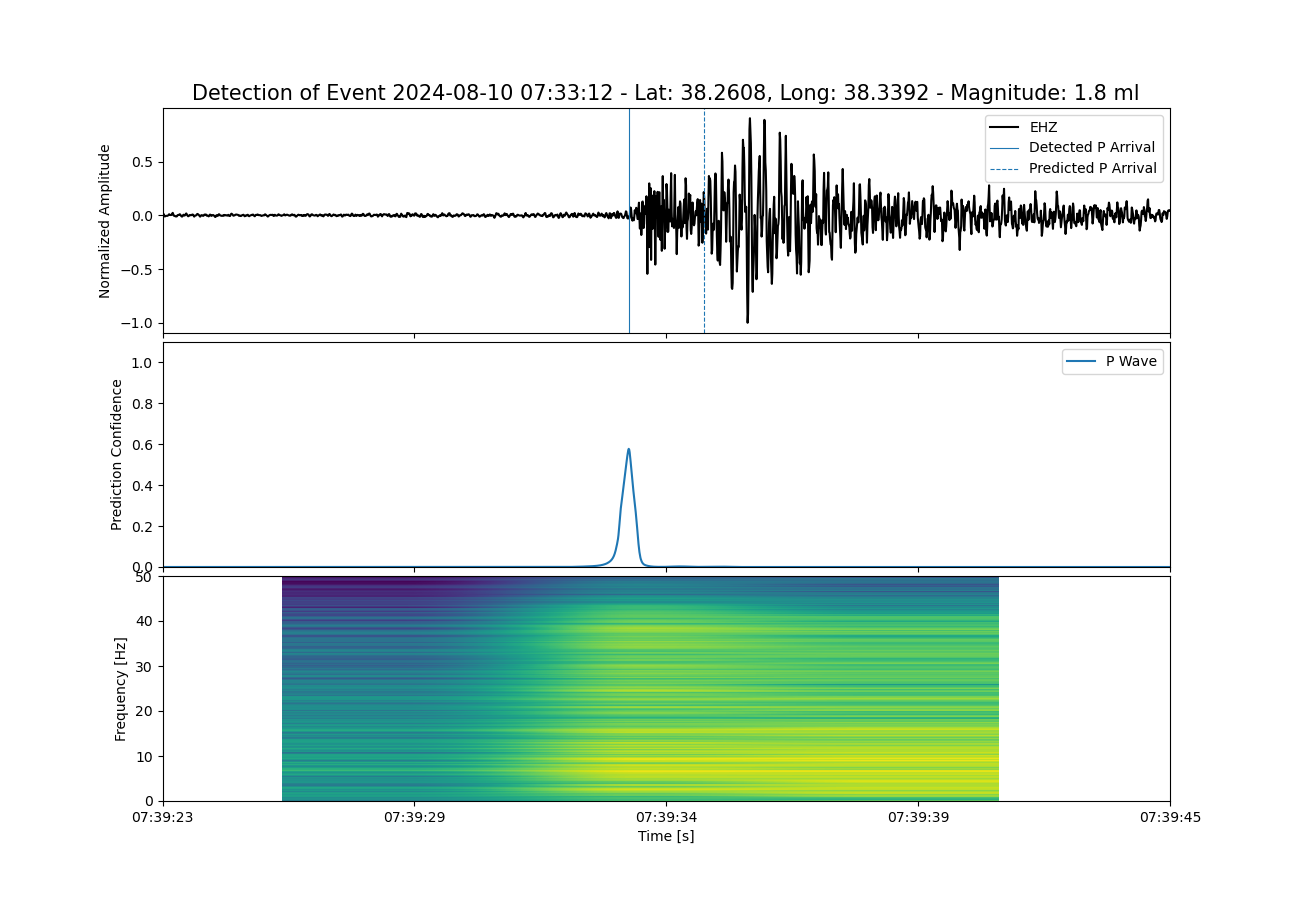 Detection of Event 2024-08-10 07:33:12 - Lat: 38.2608, Long: 38.3392 - Magnitude: 1.8 ml
Normalized Amplitude
0.5
0.0
−0.5
−1.0
EHZ
Detected P Arrival
Predicted P Arrival
Prediction Confidence
1.0
0.8
0.6
0.4
0.2
0.0
P Wave
Frequency [Hz]
50
40
30
20
10
0
07:39:23 07:39:29 07:39:34 07:39:39 07:39:45
Time [s]